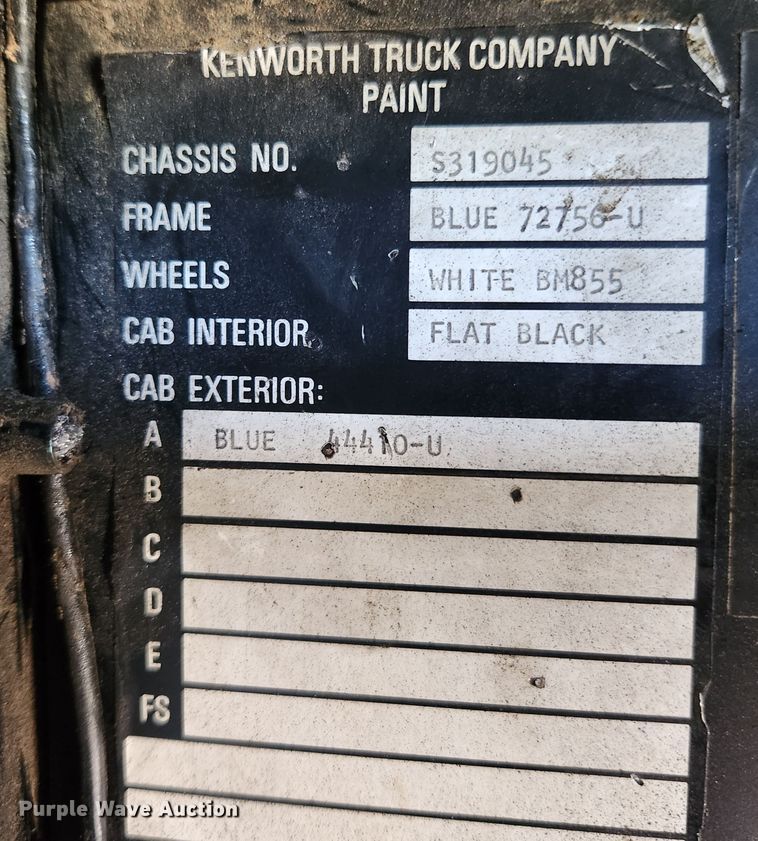 KENWORTH TRUCK COMPANY
PAINT
CHASSIS NO. S319045
FRAME BLUE 72756-U
WHEELS WHITE BM855
CAB INTERIOR FLAT BLACK
CAB EXTERIOR:
A BLUE 44410-U
B
C
D
E
FS
Purple Wave Auction